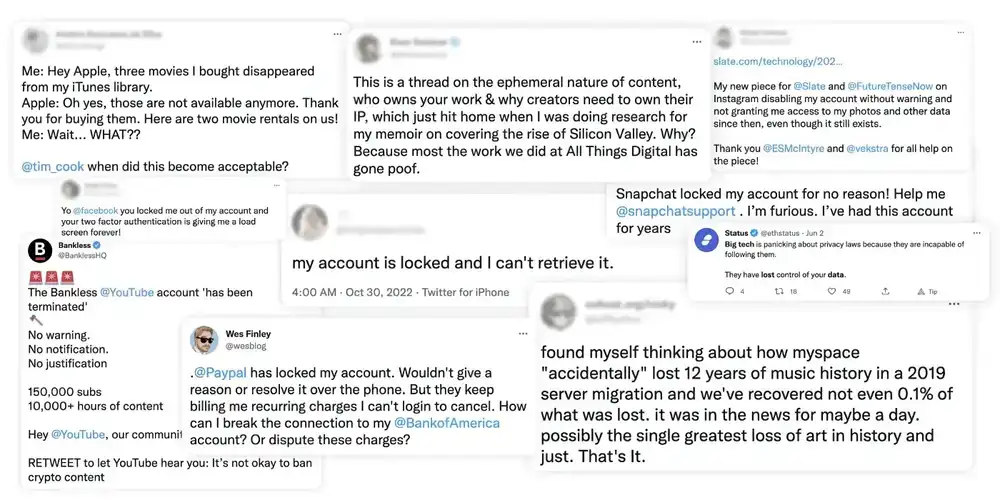 Me: Hey Apple, three movies I bought disappeared
from my iTunes library.
Apple: Oh yes, those are not available anymore. Thank
you for buying them. Here are two movie rentals on us!
Me: Wait... WHAT??
@tim_cook when did this become acceptable?
This is a thread on the ephemeral nature of content,
who owns your work & why creators need to own their
IP, which just hit home when I was doing research for
my memoir on covering the rise of Silicon Valley. Why?
Because most the work we did at All Things Digital has
gone poof.
slate.com/technology/202...
My new piece for @Slate and @FutureTenseNow on
Instagram disabling my account without warning and
not granting me access to my photos and other data
since then, even though it still exists.
Thank you @ESMcIntyre and @vekstra for all help on
the piece!
Yo @facebook you locked me out of my account and
your two factor authentication is giving me a load
screen forever!
my account is locked and I can't retrieve it.
4:00 AM · Oct 30, 2022 · Twitter for iPhone
Snapchat locked my account for no reason! Help me
@snapchatsupport . I'm furious. I've had this account
for years
Status @ethstatus · Jun 2
Big tech is panicking about privacy laws because they are incapable of
following them.
They have lost control of your data.
4 18 49 Tip
Bankless
@BanklessHQ
The Bankless @YouTube account 'has been
terminated'
No warning.
No notification.
No justification
150,000 subs
10,000+ hours of content
Hey @YouTube, our communit
RETWEET to let YouTube hear you: It's not okay to ban
crypto content
Wes Finley
@wesblog
.@Paypal has locked my account. Wouldn't give a
reason or resolve it over the phone. But they keep
billing me recurring charges I can't login to cancel. How
can I break the connection to my @BankofAmerica
account? Or dispute these charges?
found myself thinking about how myspace
"accidentally" lost 12 years of music history in a 2019
server migration and we've recovered not even 0.1% of
what was lost. it was in the news for maybe a day.
possibly the single greatest loss of art in history and
just. That's It.